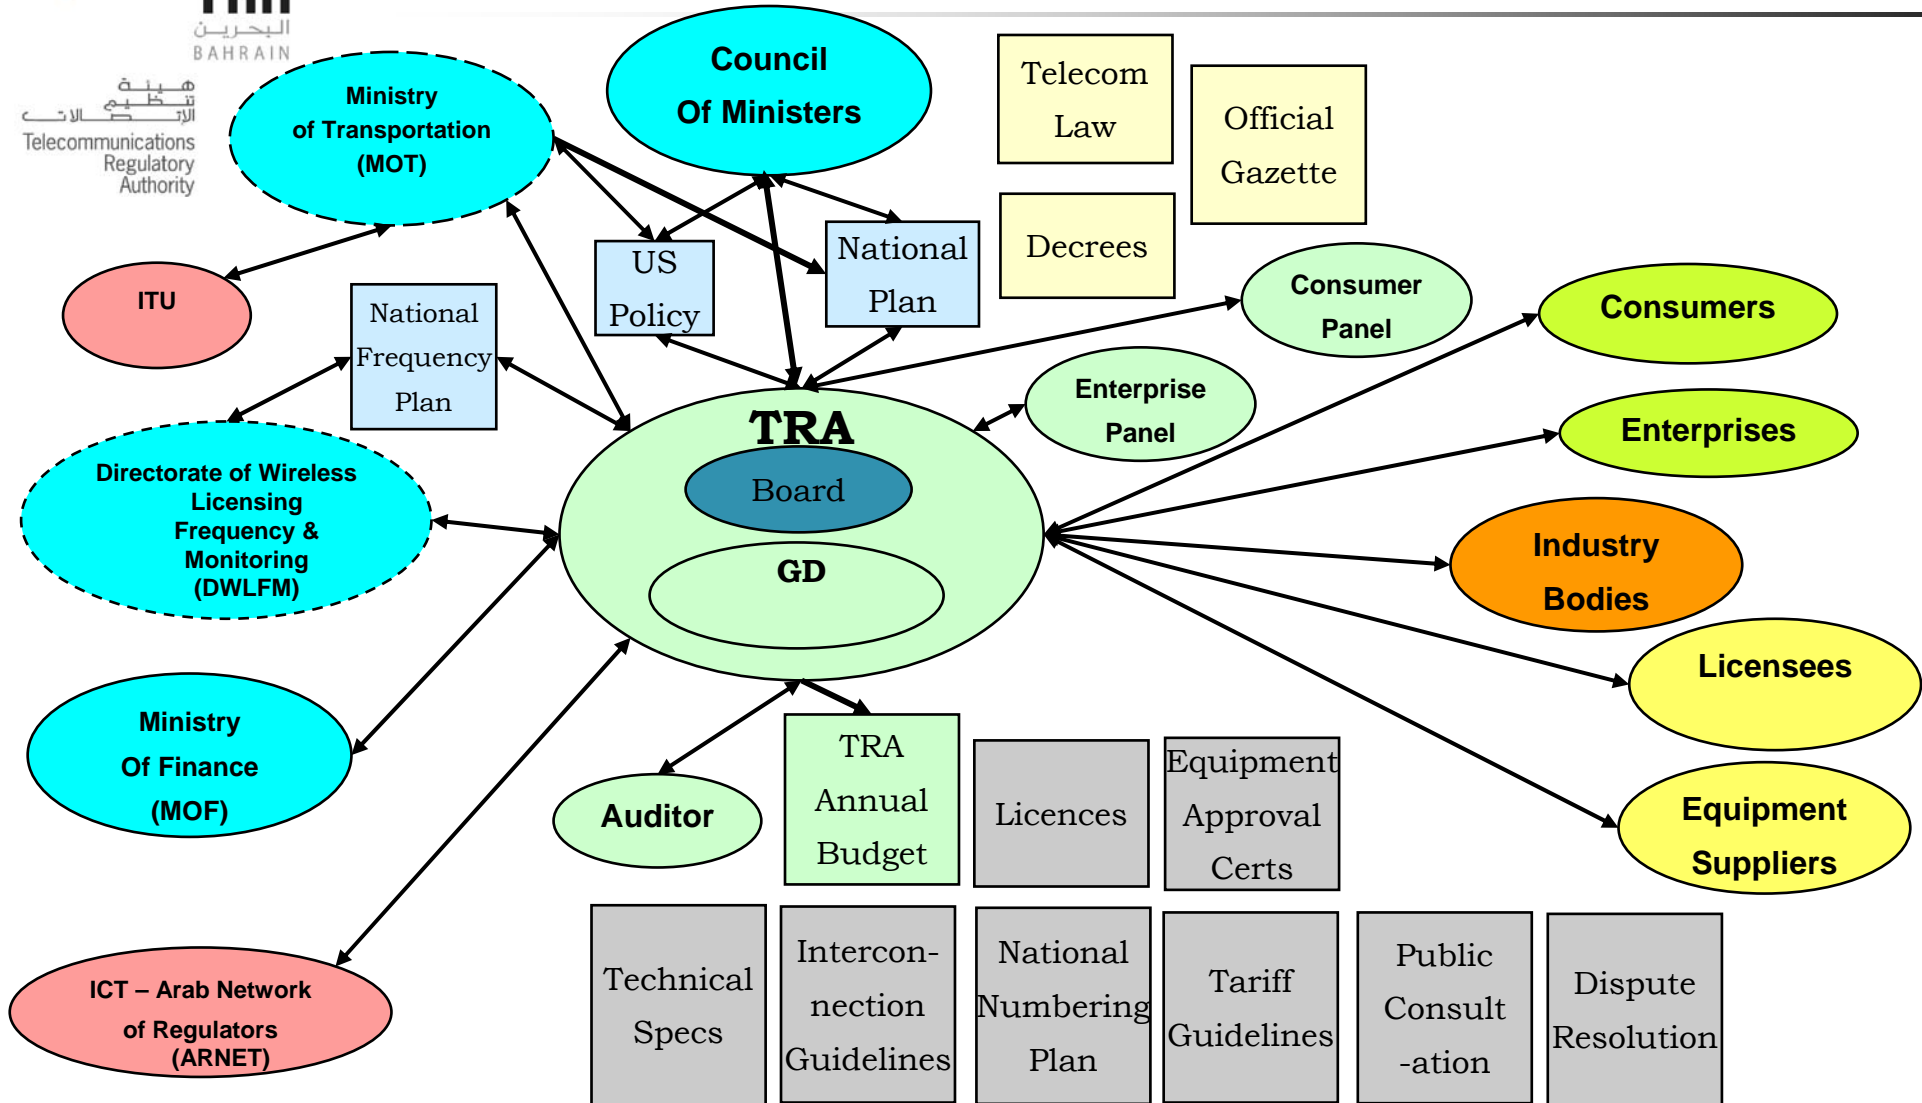 البحرين
BAHRAIN
هيئة
تنظيم
الإتصالات
Telecommunications
Regulatory
Authority
Ministry
of Transportation
(MOT)
Council
Of Ministers
Telecom
Law
Official
Gazette
Decrees
ITU
National
Frequency
Plan
US
Policy
National
Plan
Consumer
Panel
Consumers
Enterprise
Panel
Enterprises
TRA
Board
GD
Directorate of Wireless
Licensing
Frequency &
Monitoring
(DWLFM)
Industry
Bodies
Licensees
Ministry
Of Finance
(MOF)
Auditor
TRA
Annual
Budget
Licences
Equipment
Approval
Certs
Equipment
Suppliers
ICT – Arab Network
of Regulators
(ARNET)
Technical
Specs
Intercon-
nection
Guidelines
National
Numbering
Plan
Tariff
Guidelines
Public
Consult
-ation
Dispute
Resolution